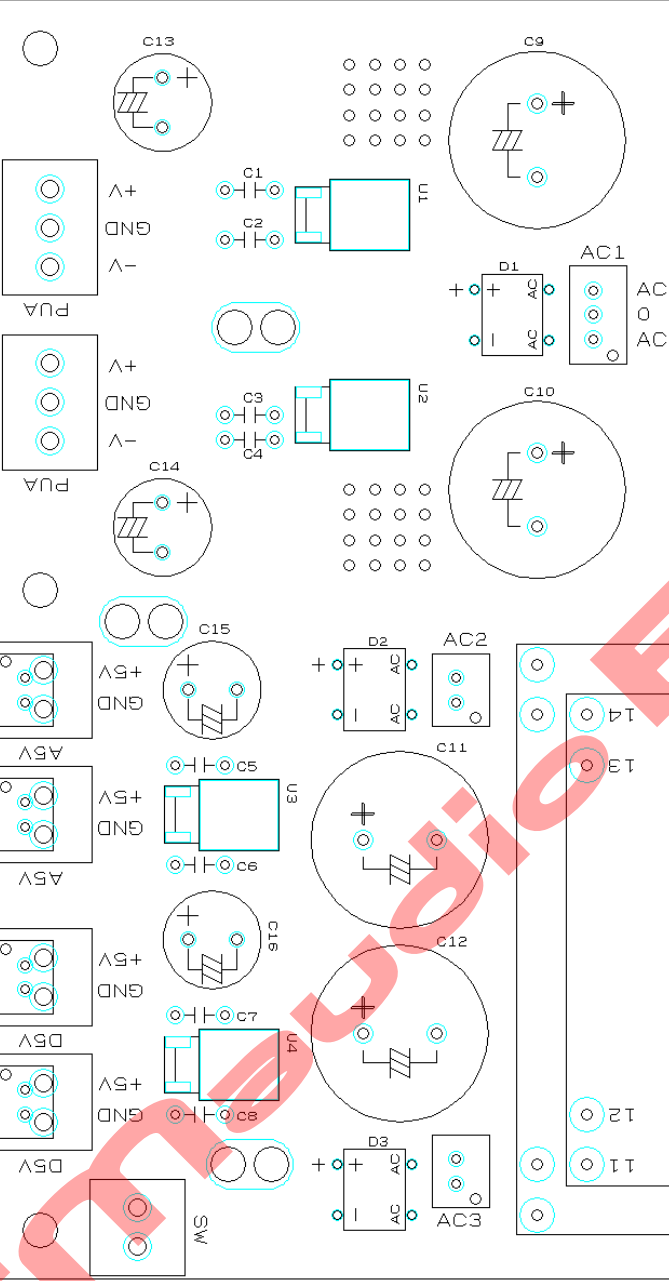 C13
C9
C1
+V
GND
V-
PUA
C2
U1
AC1
D1
+ + AC
- AC
AC
0
AC
+V
GND
V-
PUA
C3
C4
U2
C10
C14
C15
D2
AC2
+ + AC
- AC
+5V
GND
A5V
14
13
C11
C5
+5V
GND
A5V
U3
C6
C16
C12
+5V
GND
D5V
C7
U4
+5V
GND
D5V
C8
12
11
D3
+ + AC
- AC
AC3
SW
maudio